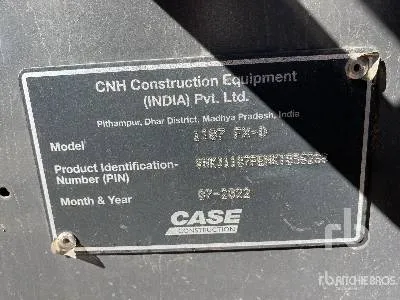 CNH Construction Equipment
(INDIA) Pvt. Ltd.
Pithampur, Dhar District, Madhya Pradesh, India
Model 1107 FX-D
Product Identification-
Number (PIN)
Month & Year 07-2022
CASE
CONSTRUCTION
rb
RITCHIE BROS.